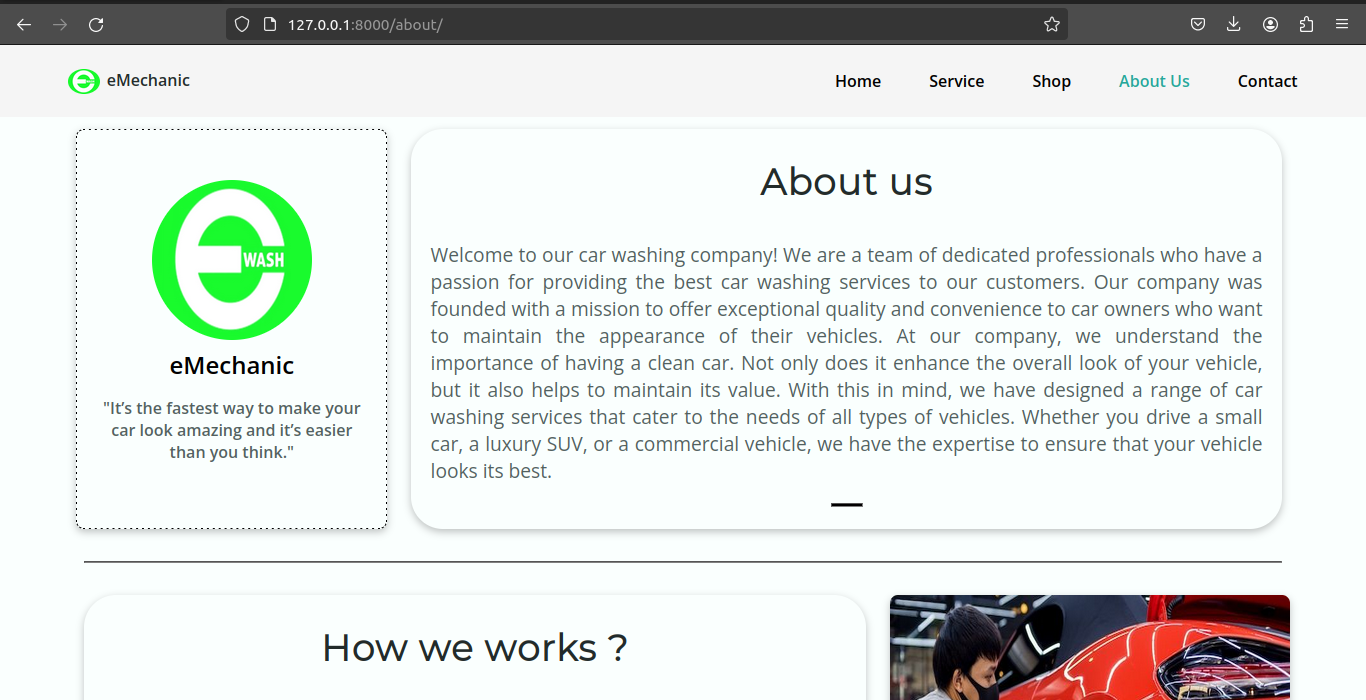 127.0.0.1:8000/about/
eMechanic
Home Service Shop About Us Contact
WASH
eMechanic
"It’s the fastest way to make your
car look amazing and it’s easier
than you think."
About us
Welcome to our car washing company! We are a team of dedicated professionals who have a
passion for providing the best car washing services to our customers. Our company was
founded with a mission to offer exceptional quality and convenience to car owners who want
to maintain the appearance of their vehicles. At our company, we understand the
importance of having a clean car. Not only does it enhance the overall look of your vehicle,
but it also helps to maintain its value. With this in mind, we have designed a range of car
washing services that cater to the needs of all types of vehicles. Whether you drive a small
car, a luxury SUV, or a commercial vehicle, we have the expertise to ensure that your vehicle
looks its best.
How we works ?